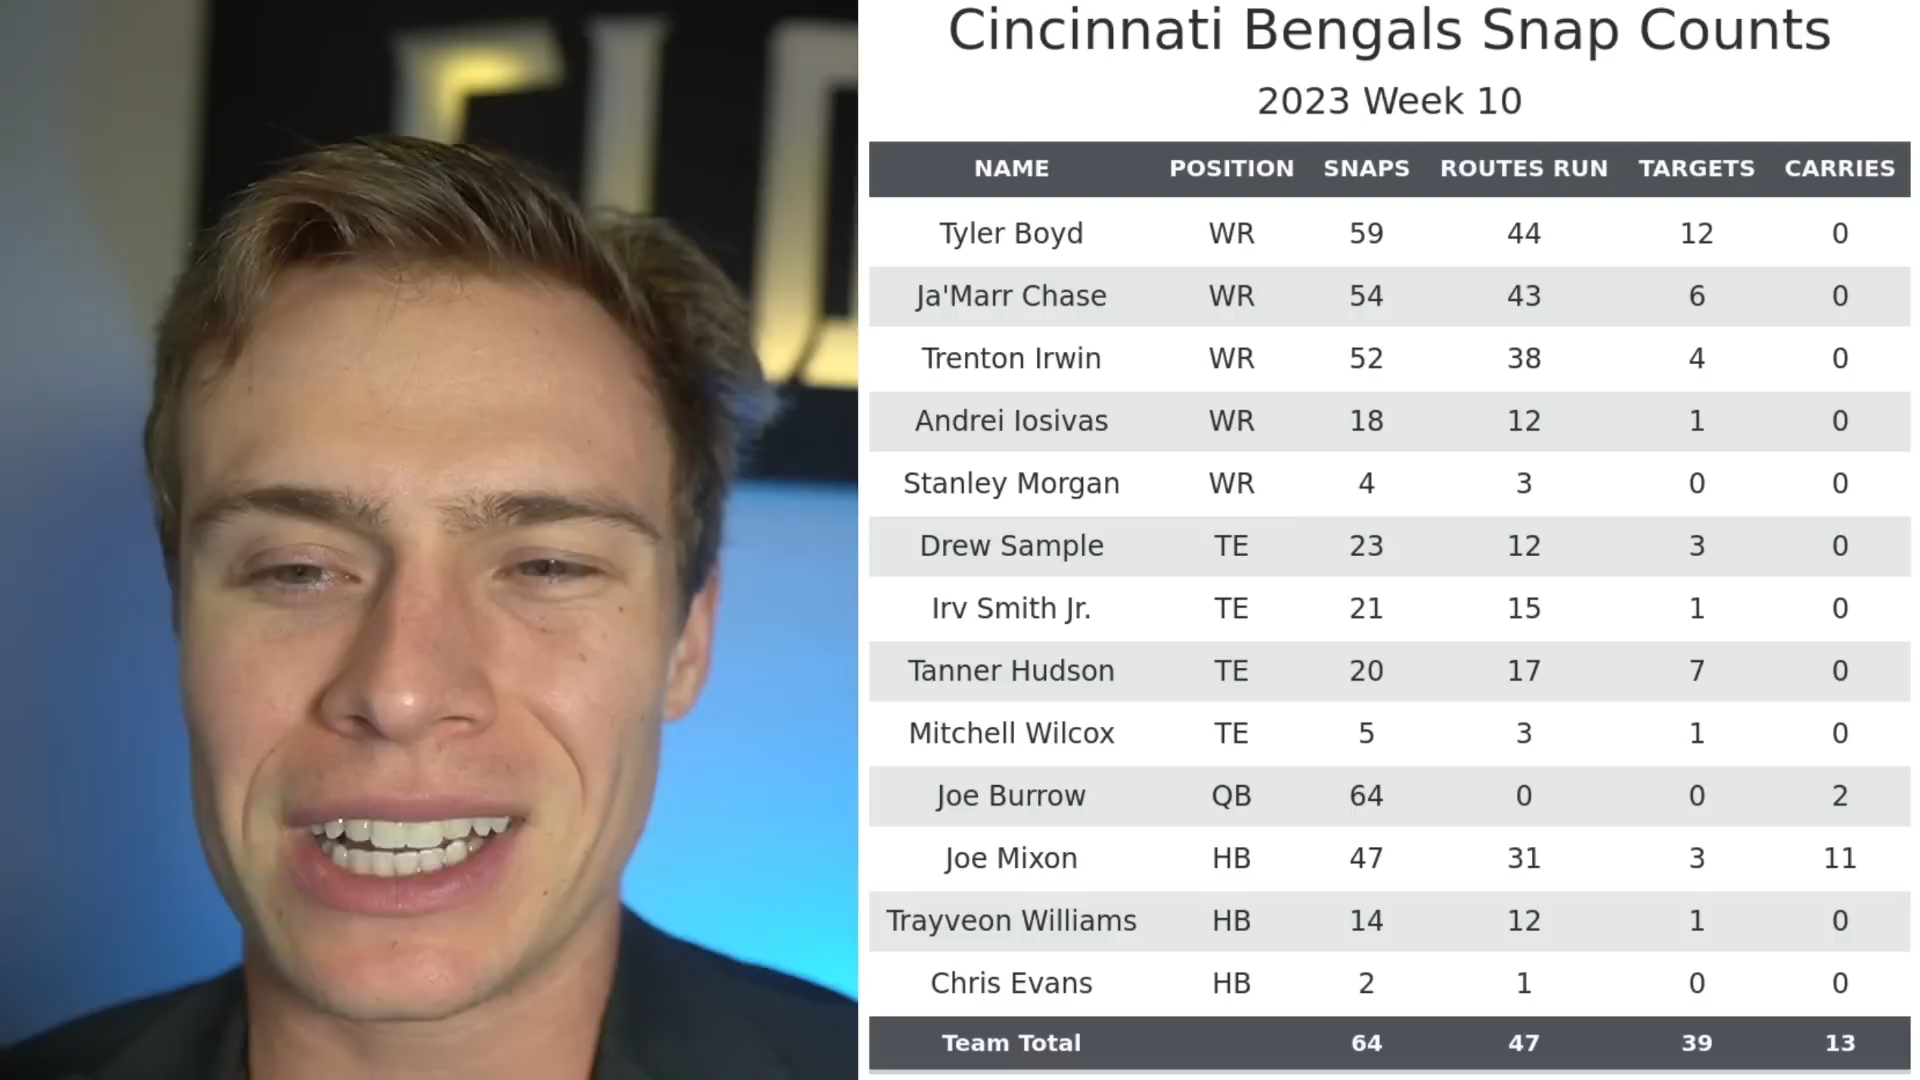 Cincinnati Bengals Snap Counts
2023 Week 10
NAME POSITION SNAPS ROUTES RUN TARGETS CARRIES
Tyler Boyd WR 59 44 12 0
Ja'Marr Chase WR 54 43 6 0
Trenton Irwin WR 52 38 4 0
Andrei Iosivas WR 18 12 1 0
Stanley Morgan WR 4 3 0 0
Drew Sample TE 23 12 3 0
Irv Smith Jr. TE 21 15 1 0
Tanner Hudson TE 20 17 7 0
Mitchell Wilcox TE 5 3 1 0
Joe Burrow QB 64 0 0 2
Joe Mixon HB 47 31 3 11
Trayveon Williams HB 14 12 1 0
Chris Evans HB 2 1 0 0
Team Total 64 47 39 13